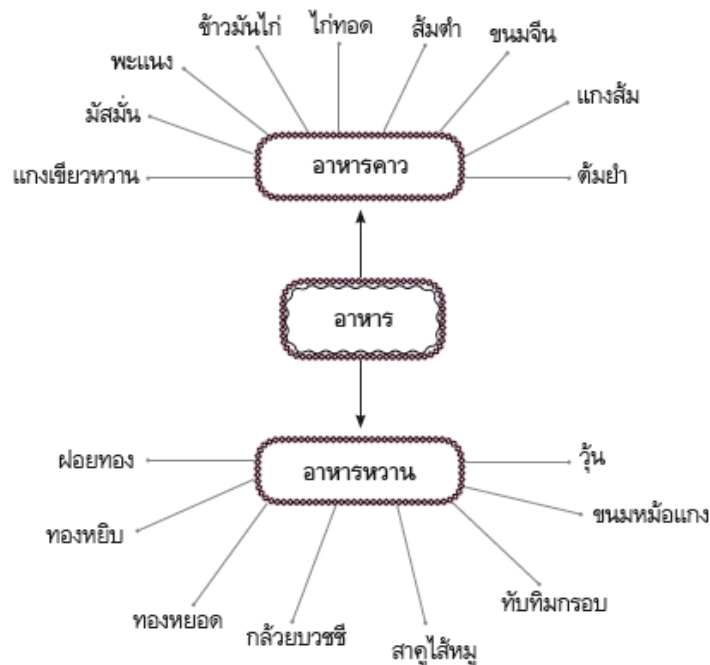 ข้าวมันไก่
ไก่ทอด
ส้มตำ
ขนมจีน
พะแนง
แกงส้ม
มัสมั่น
อาหารคาว
แกงเขียวหวาน
ต้มยำ
อาหาร
ฝอยทอง
อาหารหวาน
วุ้น
ขนมหม้อแกง
ทองหยิบ
ทับทิมกรอบ
ทองหยอด
กล้วยบวชชี
สาคูไส้หมู